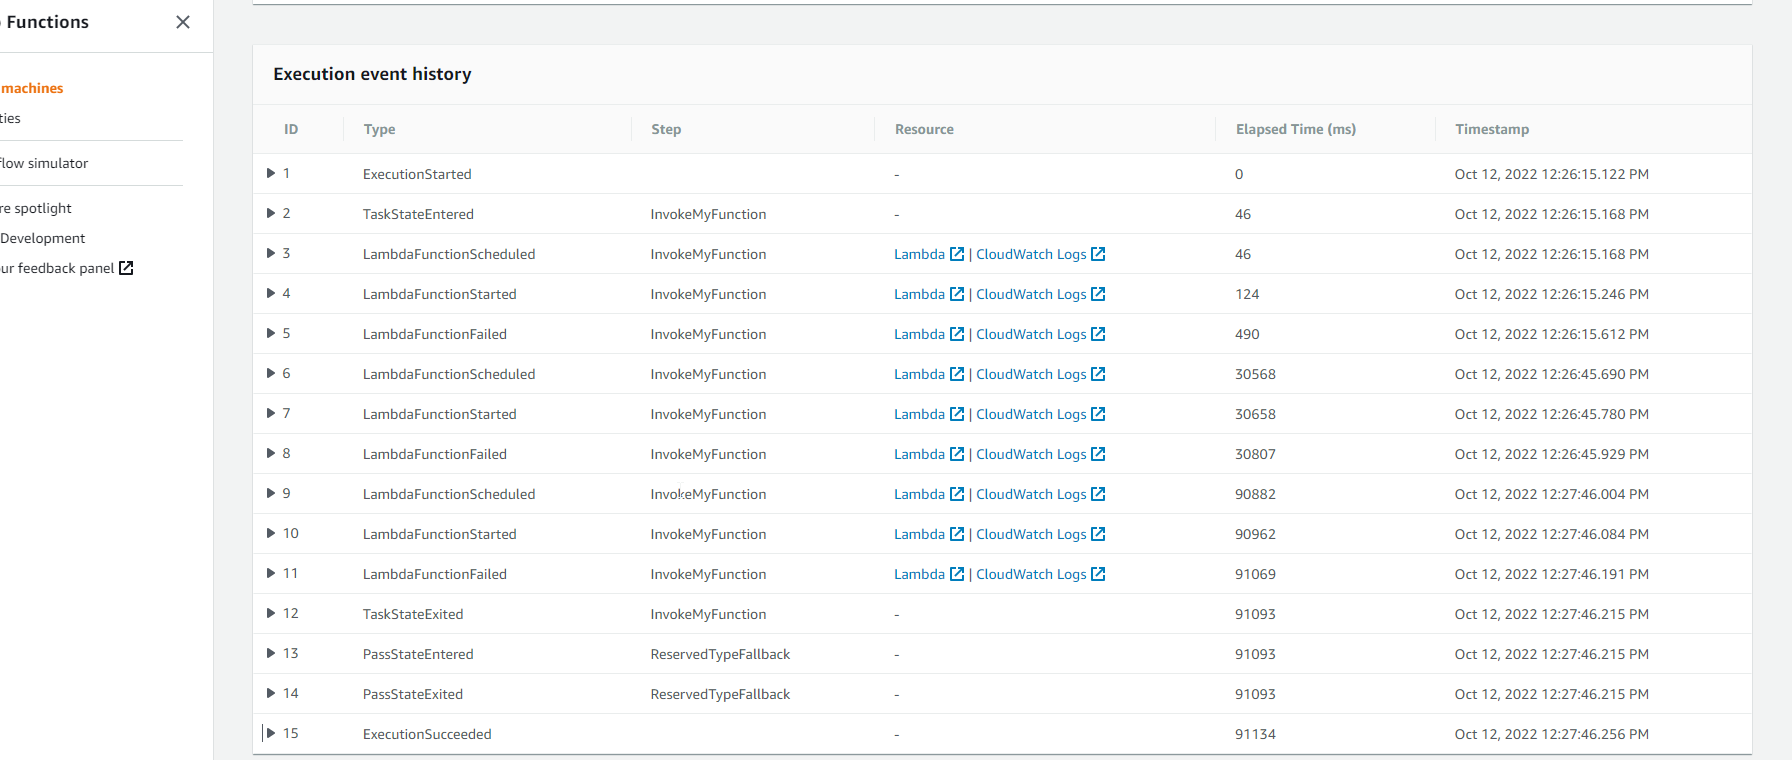 Functions
machines
ties
flow simulator
re spotlight
Development
ur feedback panel
Execution event history
ID Type Step Resource Elapsed Time (ms) Timestamp
1 ExecutionStarted - 0 Oct 12, 2022 12:26:15.122 PM
2 TaskStateEntered InvokeMyFunction - 46 Oct 12, 2022 12:26:15.168 PM
3 LambdaFunctionScheduled InvokeMyFunction Lambda | CloudWatch Logs 46 Oct 12, 2022 12:26:15.168 PM
4 LambdaFunctionStarted InvokeMyFunction Lambda | CloudWatch Logs 124 Oct 12, 2022 12:26:15.246 PM
5 LambdaFunctionFailed InvokeMyFunction Lambda | CloudWatch Logs 490 Oct 12, 2022 12:26:15.612 PM
6 LambdaFunctionScheduled InvokeMyFunction Lambda | CloudWatch Logs 30568 Oct 12, 2022 12:26:45.690 PM
7 LambdaFunctionStarted InvokeMyFunction Lambda | CloudWatch Logs 30658 Oct 12, 2022 12:26:45.780 PM
8 LambdaFunctionFailed InvokeMyFunction Lambda | CloudWatch Logs 30807 Oct 12, 2022 12:26:45.929 PM
9 LambdaFunctionScheduled InvokeMyFunction Lambda | CloudWatch Logs 90882 Oct 12, 2022 12:27:46.004 PM
10 LambdaFunctionStarted InvokeMyFunction Lambda | CloudWatch Logs 90962 Oct 12, 2022 12:27:46.084 PM
11 LambdaFunctionFailed InvokeMyFunction Lambda | CloudWatch Logs 91069 Oct 12, 2022 12:27:46.191 PM
12 TaskStateExited InvokeMyFunction - 91093 Oct 12, 2022 12:27:46.215 PM
13 PassStateEntered ReservedTypeFallback - 91093 Oct 12, 2022 12:27:46.215 PM
14 PassStateExited ReservedTypeFallback - 91093 Oct 12, 2022 12:27:46.215 PM
15 ExecutionSucceeded - 91134 Oct 12, 2022 12:27:46.256 PM